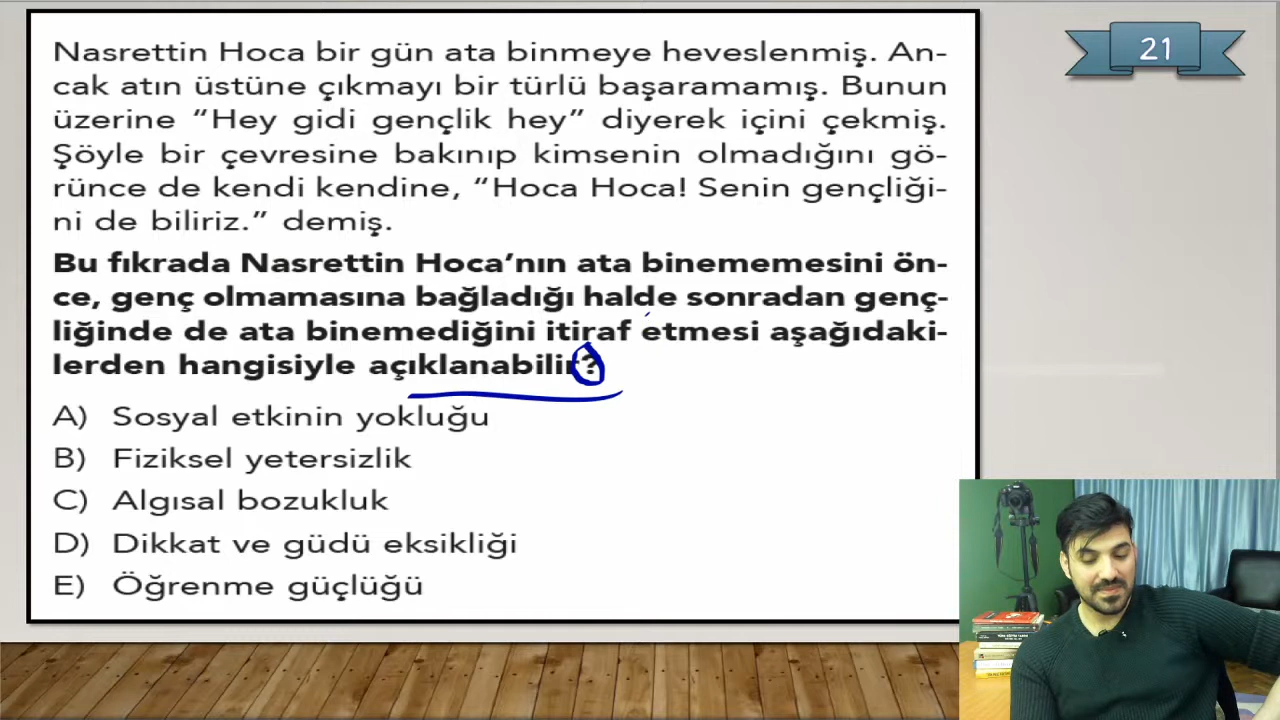 Nasrettin Hoca bir gün ata binmeye heveslenmiş. An-
cak atın üstüne çıkmayı bir türlü başaramamış. Bunun
üzerine “Hey gidi gençlik hey” diyerek içini çekmiş.
Şöyle bir çevresine bakınıp kimsenin olmadığını gö-
rünce de kendi kendine, “Hoca Hoca! Senin gençliği-
ni de biliriz.” demiş.
Bu fıkrada Nasrettin Hoca’nın ata binememesini ön-
ce, genç olmamasına bağladığı halde sonradan genç-
liğinde de ata binemediğini itiraf etmesi aşağıdaki-
lerden hangisiyle açıklanabilir?
A) Sosyal etkinin yokluğu
B) Fiziksel yetersizlik
C) Algısal bozukluk
D) Dikkat ve güdü eksikliği
E) Öğrenme güçlüğü
21